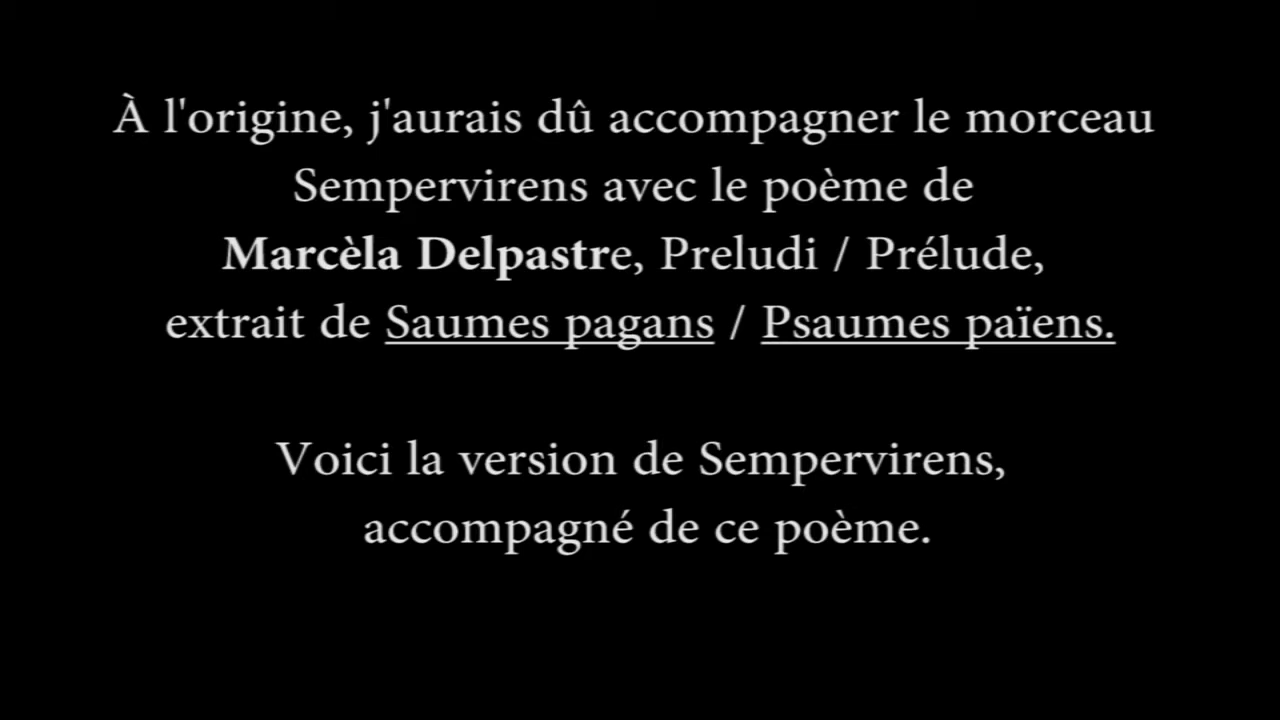 À l'origine, j'aurais dû accompagner le morceau
Sempervirens avec le poème de
Marcèla Delpastre, Preludi / Prélude,
extrait de Saumes pagans / Psaumes païens.
Voici la version de Sempervirens,
accompagné de ce poème.